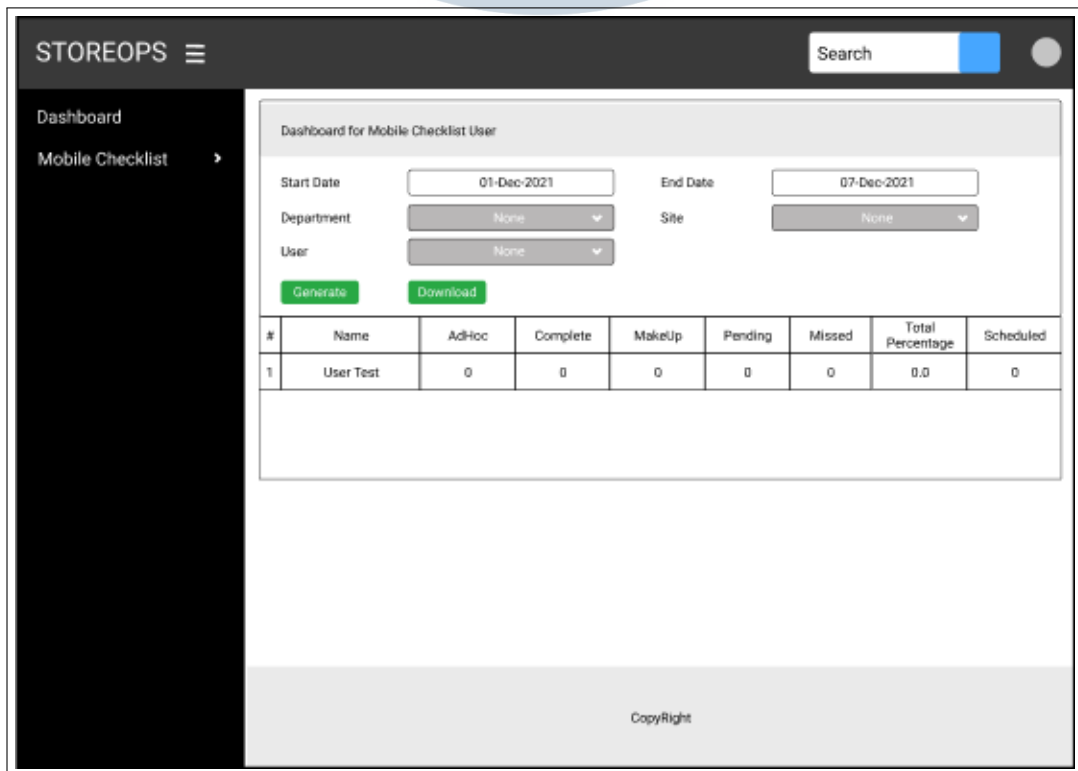 STOREOPS
Search
Dashboard
Mobile Checklist
Dashboard for Mobile Checklist User
Start Date 01-Dec-2021 End Date 07-Dec-2021
Department None Site None
User None
Generate Download
# Name AdHoc Complete MakeUp Pending Missed Total Percentage Scheduled
1 User Test 0 0 0 0 0 0.0 0
CopyRight